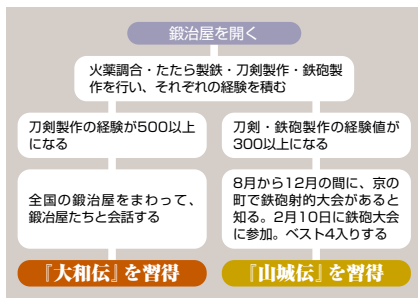 鍛治屋を開く
火薬調合・たたら製鉄・刀剣製作・鉄砲製
作を行い、それぞれの経験を積む
刀剣製作の経験が500以上
になる
全国の鍛治屋をまわって、
鍛治屋たちと会話する
『大和伝』を習得
刀剣・鉄砲製作の経験値が
300以上になる
8月から12月の間に、京の
町で鉄砲射的大会があると
知る。2月10日に鉄砲大会
に参加。ベスト4入りする
『山城伝』を習得